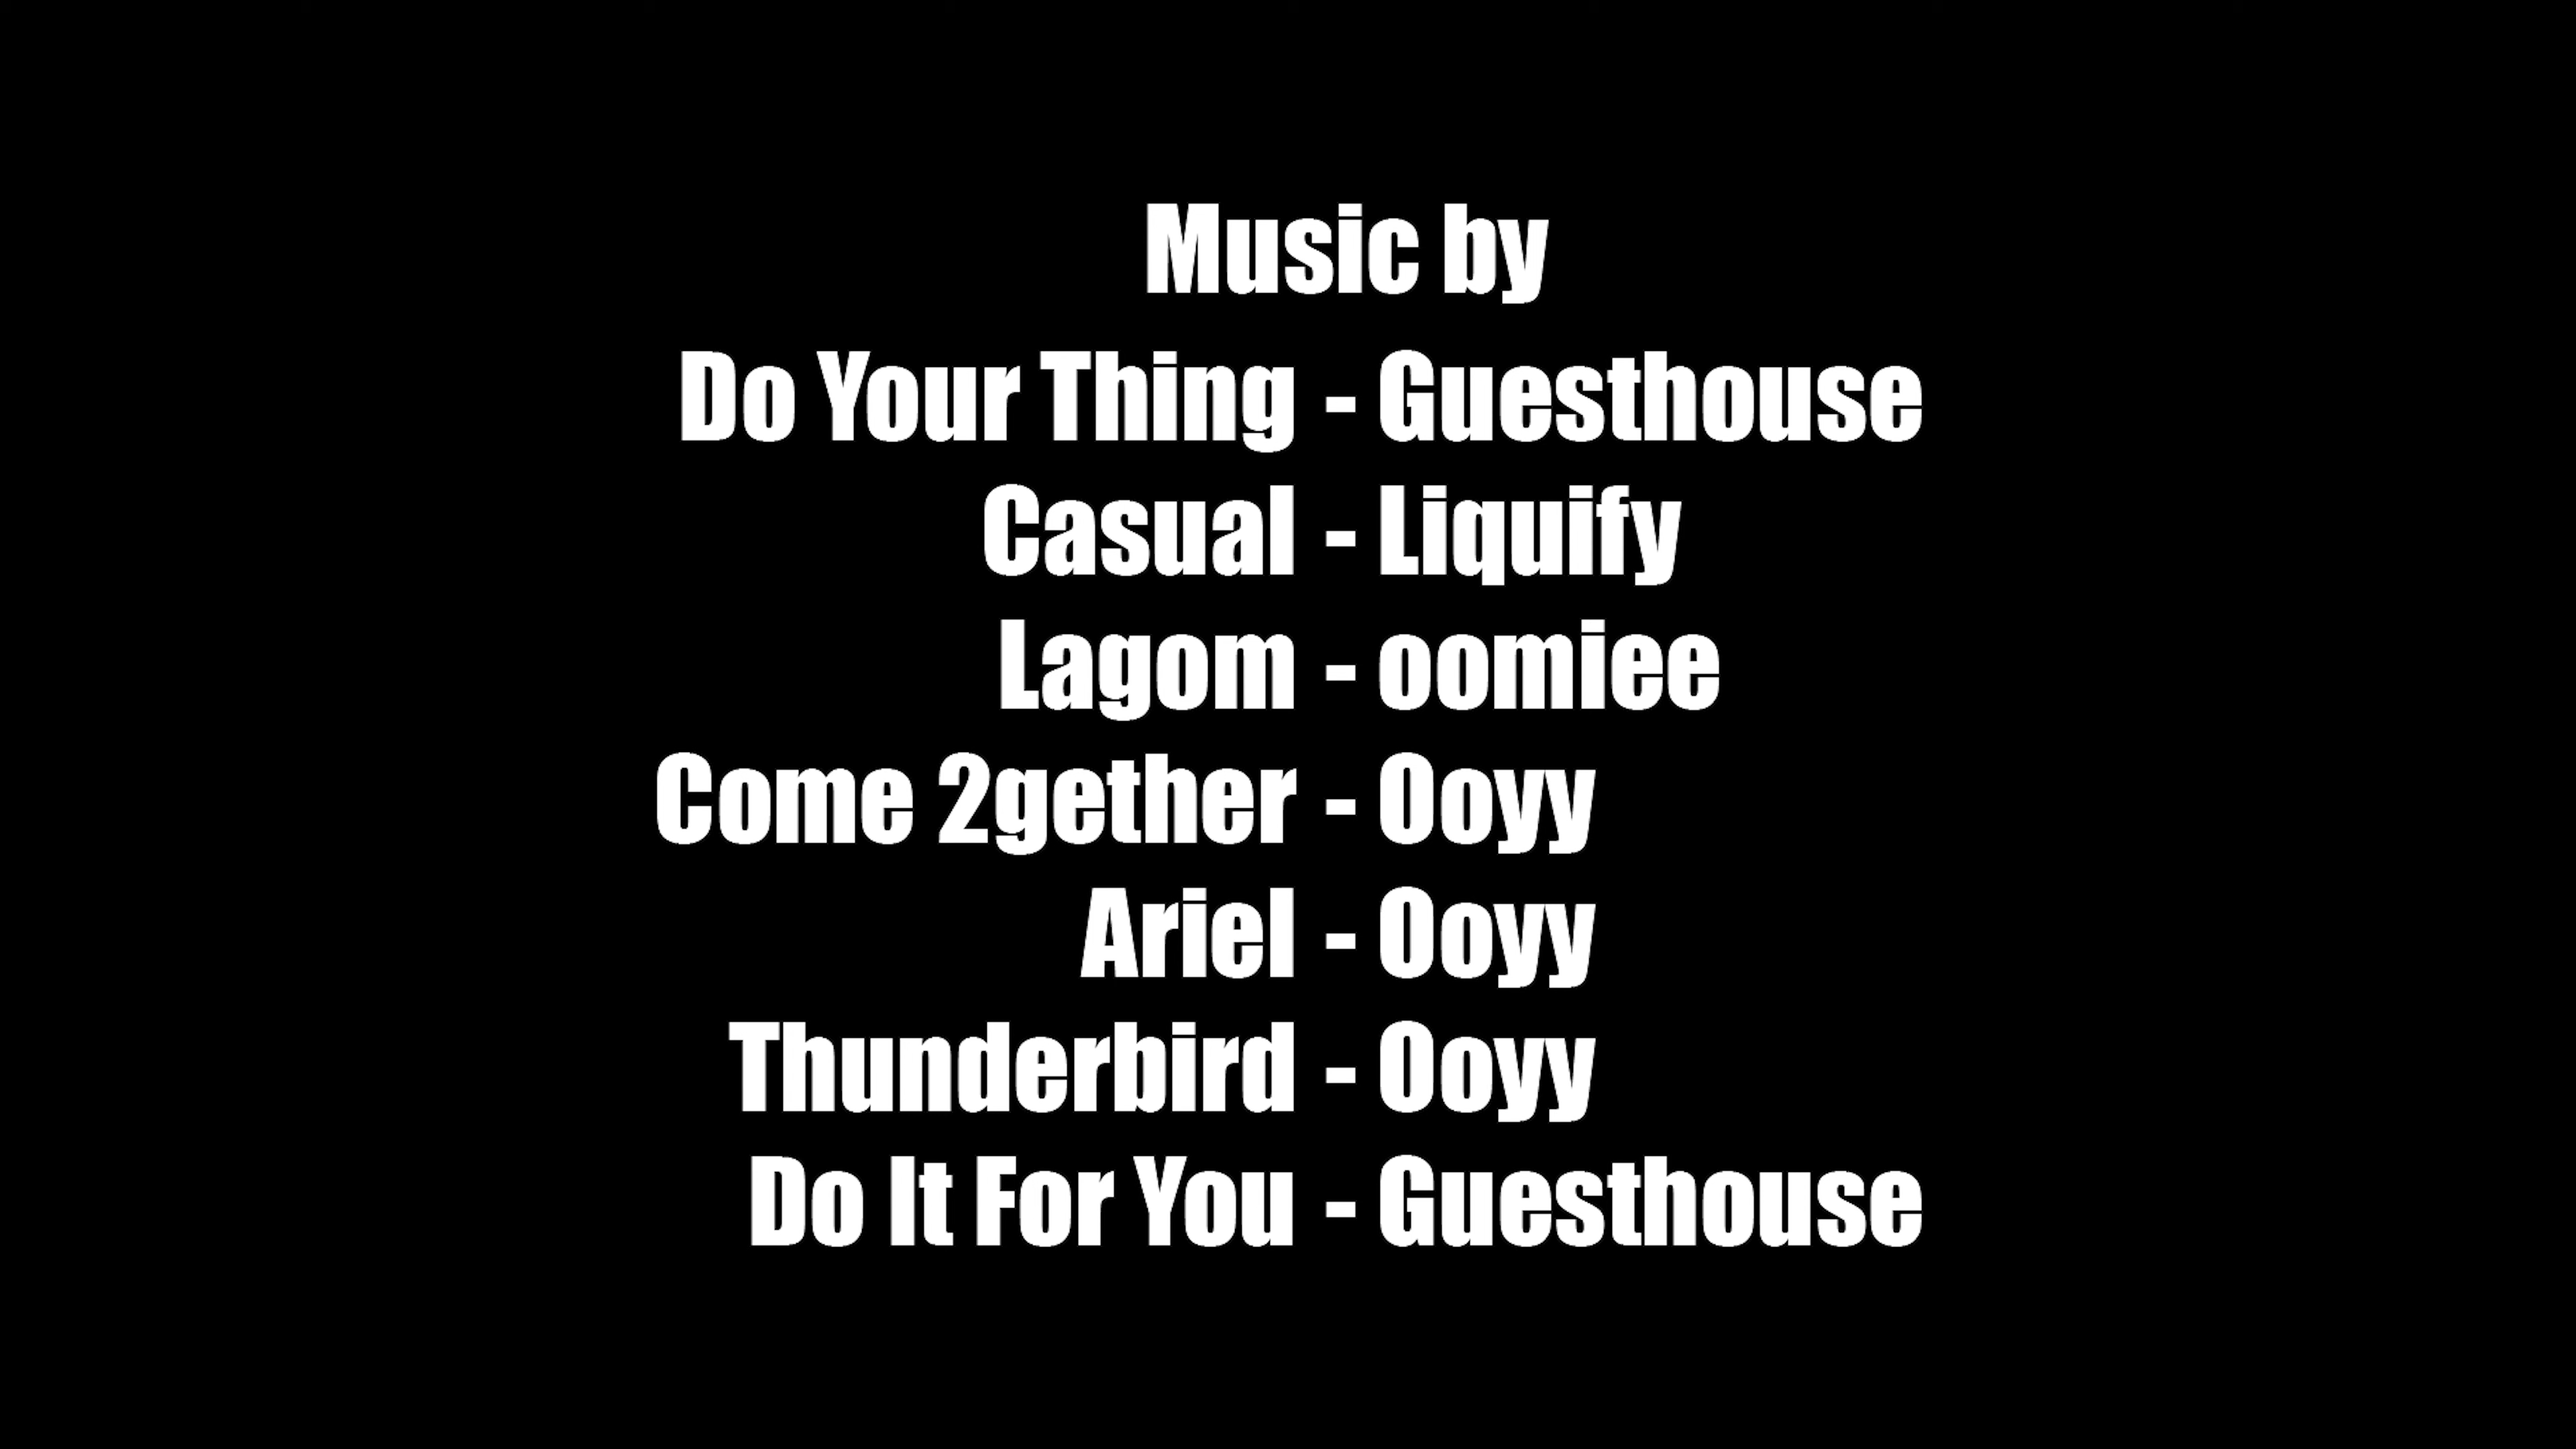 Music by
Do Your Thing - Guesthouse
Casual - Liquify
Lagom - oomiee
Come 2gether - Ooyy
Ariel - Ooyy
Thunderbird - Ooyy
Do It For You - Guesthouse